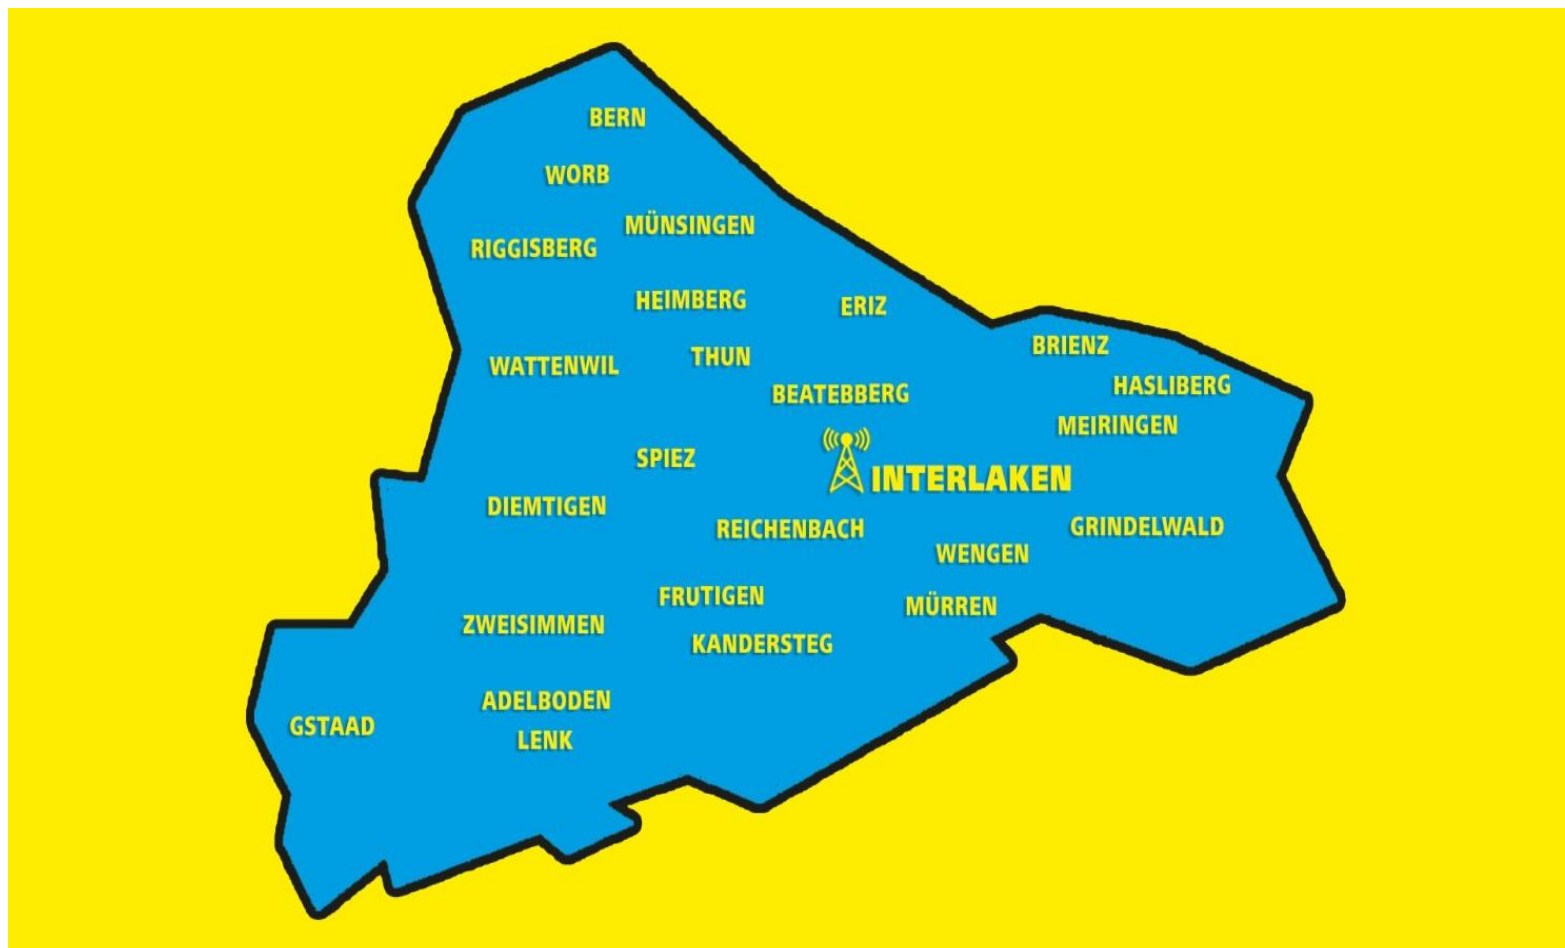 BERN
WORB
MÜNSINGEN
RIGGISBERG
HEIMBERG
ERIZ
BRIENZ
THUN
WATTENWIL
HASLIBERG
BEATEBBERG
MEIRINGEN
SPIEZ
INTERLAKEN
DIEMTIGEN
REICHENBACH
GRINDELWALD
WENGEN
FRUTIGEN
MÜRREN
ZWEISIMMEN
KANDERSTEG
ADELBODEN
GSTAAD
LENK